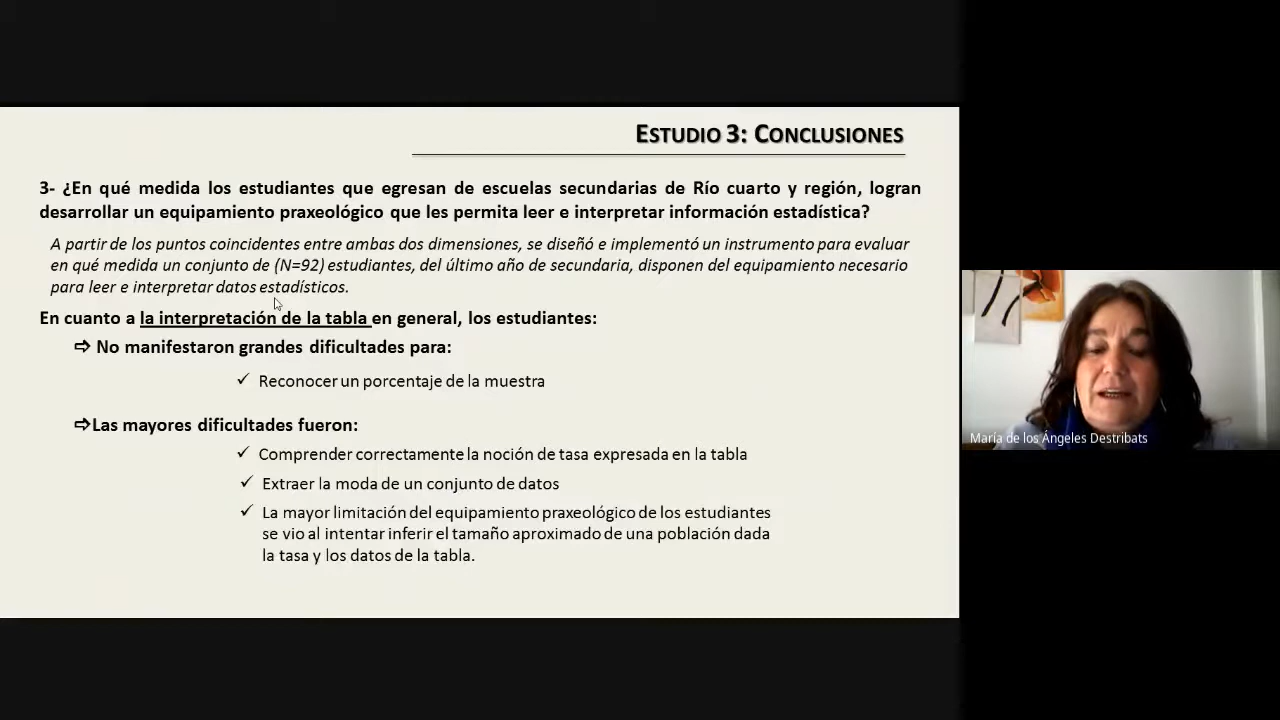 ESTUDIO 3: CONCLUSIONES
3- ¿En qué medida los estudiantes que egresan de escuelas secundarias de Río cuarto y región, logran
desarrollar un equipamiento praxeológico que les permita leer e interpretar información estadística?
A partir de los puntos coincidentes entre ambas dos dimensiones, se diseñó e implementó un instrumento para evaluar
en qué medida un conjunto de (N=92) estudiantes, del último año de secundaria, disponen del equipamiento necesario
para leer e interpretar datos estadísticos.
En cuanto a la interpretación de la tabla en general, los estudiantes:
⇨ No manifestaron grandes dificultades para:
✓ Reconocer un porcentaje de la muestra
⇨Las mayores dificultades fueron:
✓ Comprender correctamente la noción de tasa expresada en la tabla
✓ Extraer la moda de un conjunto de datos
✓ La mayor limitación del equipamiento praxeológico de los estudiantes
se vio al intentar inferir el tamaño aproximado de una población dada
la tasa y los datos de la tabla.
María de los Ángeles Destribats